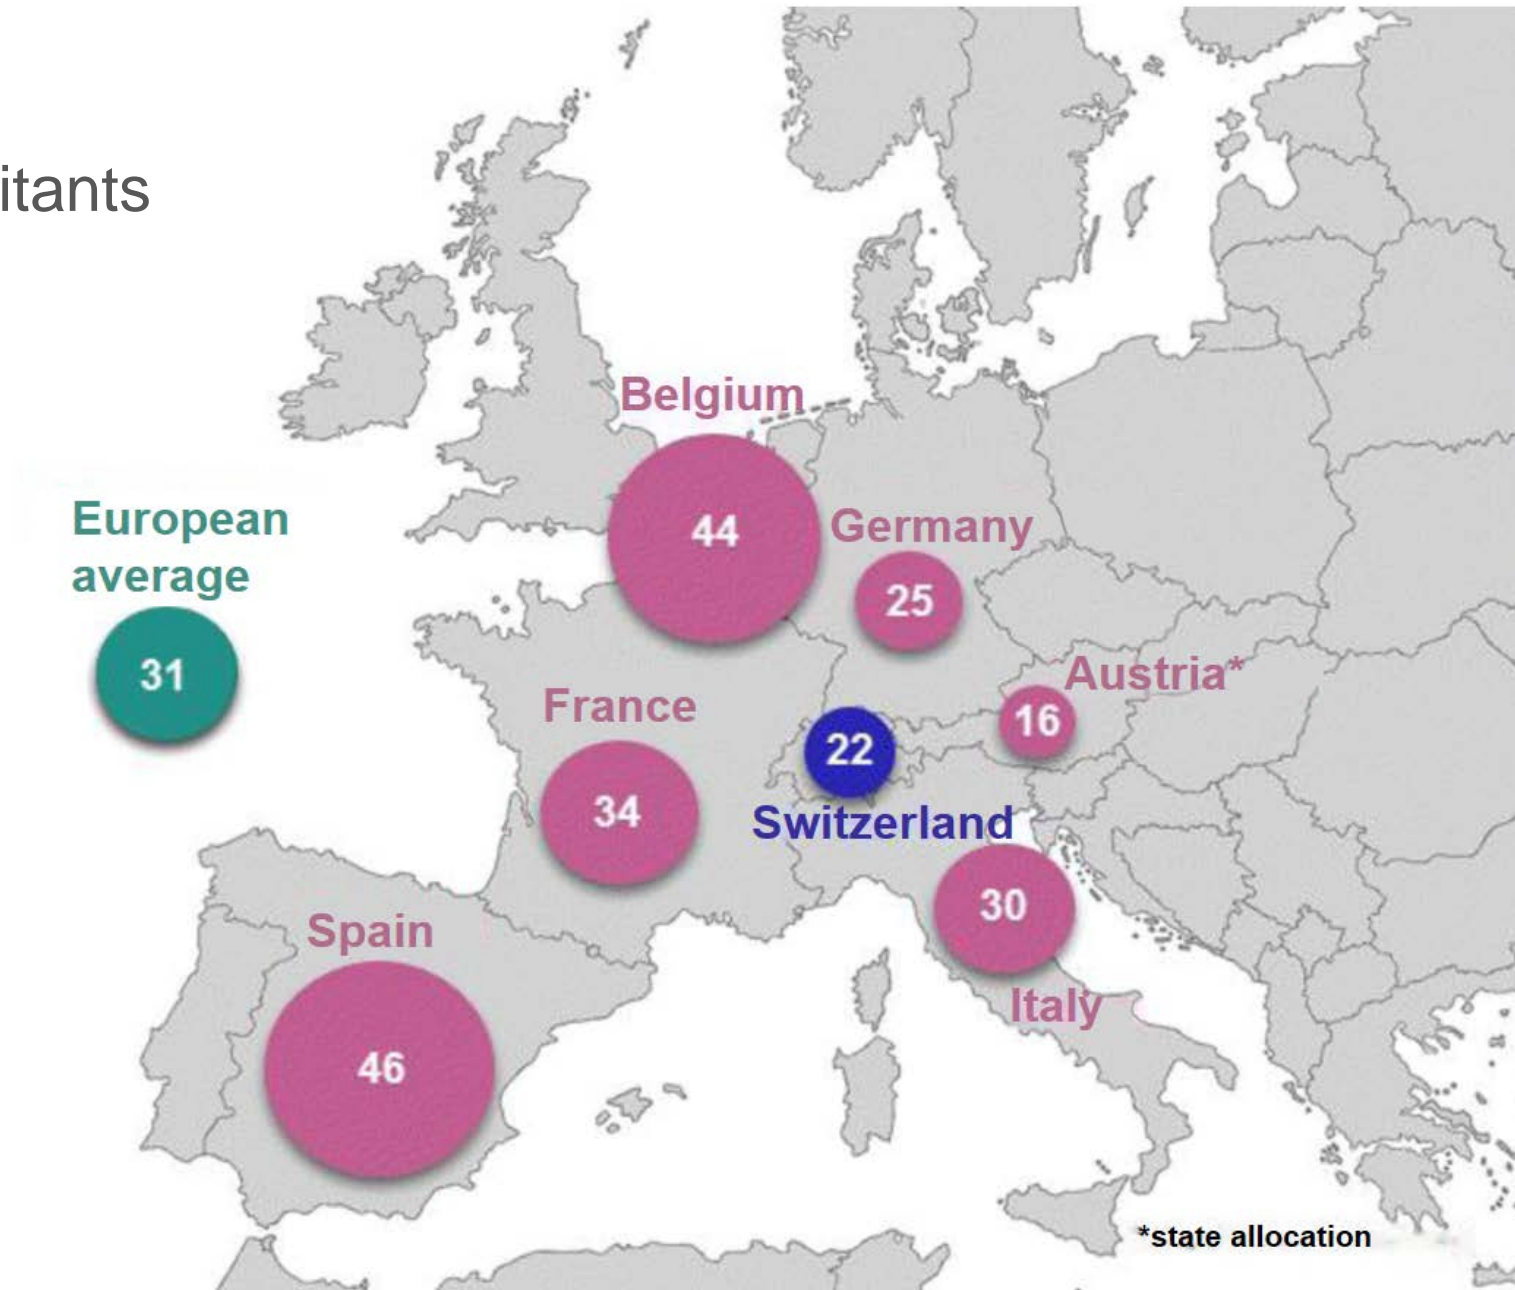 itants
Belgium
44
European
average
31
Germany
25
Austria*
16
France
34
22
Switzerland
30
Italy
Spain
46
*state allocation